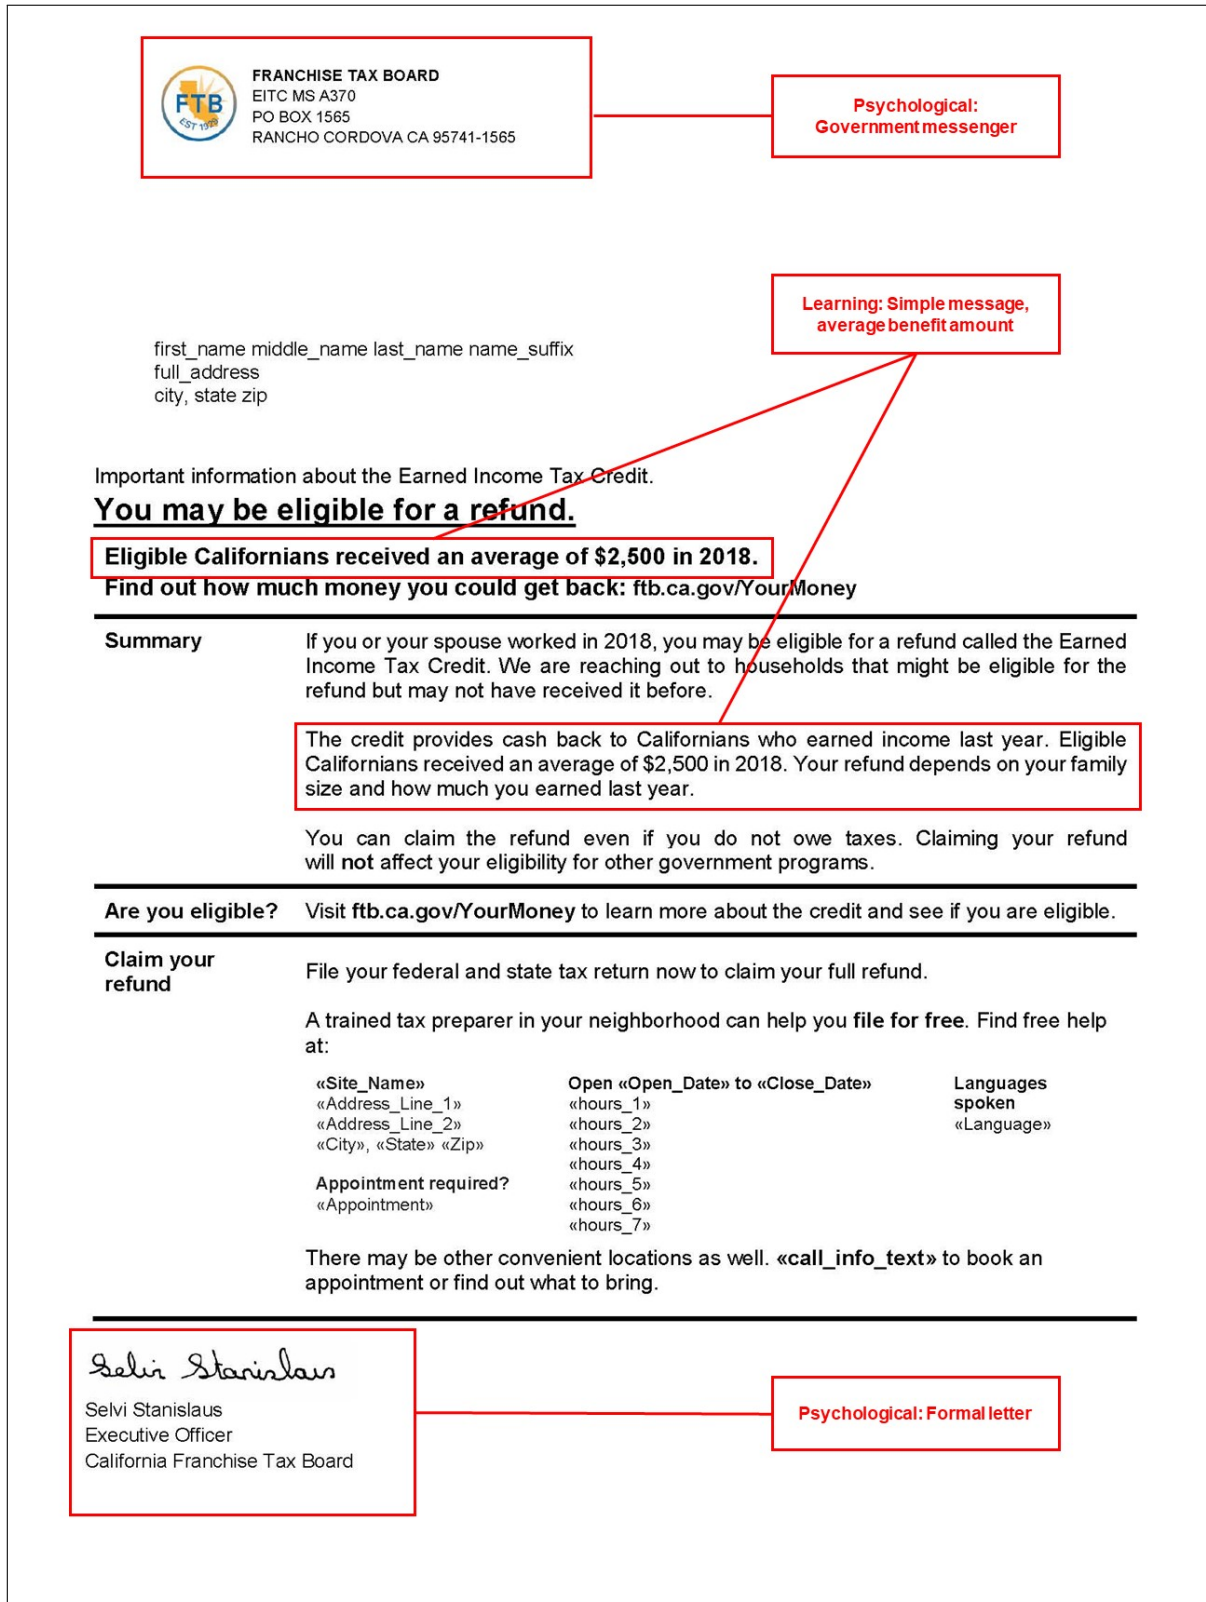 FTB
EST 1929
FRANCHISE TAX BOARD
EITC MS A370
PO BOX 1565
RANCHO CORDOVA CA 95741-1565
Psychological:
Government messenger
Learning: Simple message,
average benefit amount
first_name middle_name last_name name_suffix
full_address
city, state zip
Important information about the Earned Income Tax Credit.
You may be eligible for a refund.
Eligible Californians received an average of $2,500 in 2018.
Find out how much money you could get back: ftb.ca.gov/YourMoney
Summary
If you or your spouse worked in 2018, you may be eligible for a refund called the Earned
Income Tax Credit. We are reaching out to households that might be eligible for the
refund but may not have received it before.
The credit provides cash back to Californians who earned income last year. Eligible
Californians received an average of $2,500 in 2018. Your refund depends on your family
size and how much you earned last year.
You can claim the refund even if you do not owe taxes. Claiming your refund
will not affect your eligibility for other government programs.
Are you eligible?
Visit ftb.ca.gov/YourMoney to learn more about the credit and see if you are eligible.
Claim your
refund
File your federal and state tax return now to claim your full refund.
A trained tax preparer in your neighborhood can help you file for free. Find free help
at:
«Site_Name»
«Address_Line_1»
«Address_Line_2»
«City», «State» «Zip»
Appointment required?
«Appointment»
Open «Open_Date» to «Close_Date»
«hours_1»
«hours_2»
«hours_3»
«hours_4»
«hours_5»
«hours_6»
«hours_7»
Languages
spoken
«Language»
There may be other convenient locations as well. «call_info_text» to book an
appointment or find out what to bring.
Selvi Stanislaus
Selvi Stanislaus
Executive Officer
California Franchise Tax Board
Psychological: Formal letter